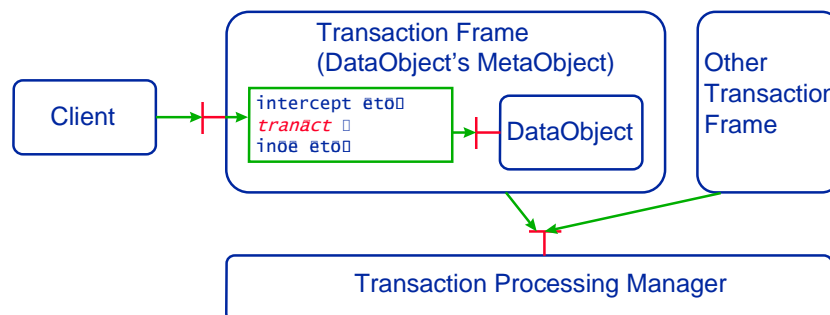 Transaction Frame
(DataObject's MetaObject)
Other
Transaction
Frame
Client
intercept
DataObject
Transaction Processing Manager